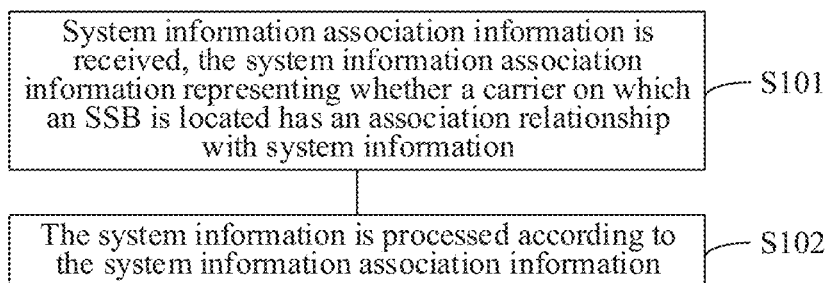 System information association information is
received, the system information association
information representing whether a carrier on which
an SSB is located has an association relationship
with system information
S101
The system information is processed according to
the system information association information
S102